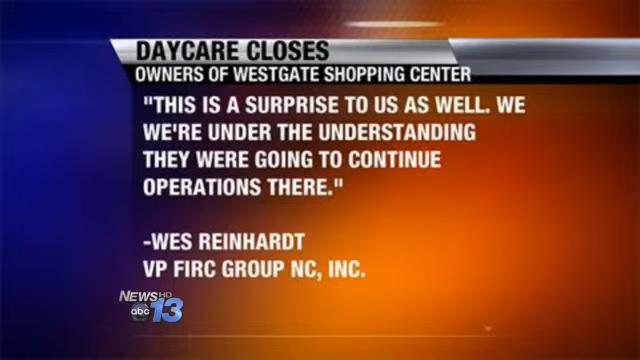 DAYCARE CLOSES
OWNERS OF WESTGATE SHOPPING CENTER
"THIS IS A SURPRISE TO US AS WELL. WE
WE'RE UNDER THE UNDERSTANDING
THEY WERE GOING TO CONTINUE
OPERATIONS THERE."
-WES REINHARDT
VP FIRC GROUP NC, INC.
NEWS HD
abc 13